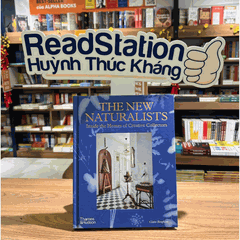 ReadStation
Huỳnh Thúc Kháng
THE NEW
NATURALISTS
Inside the Homes of Creative Collectors
Thames
&Hudson